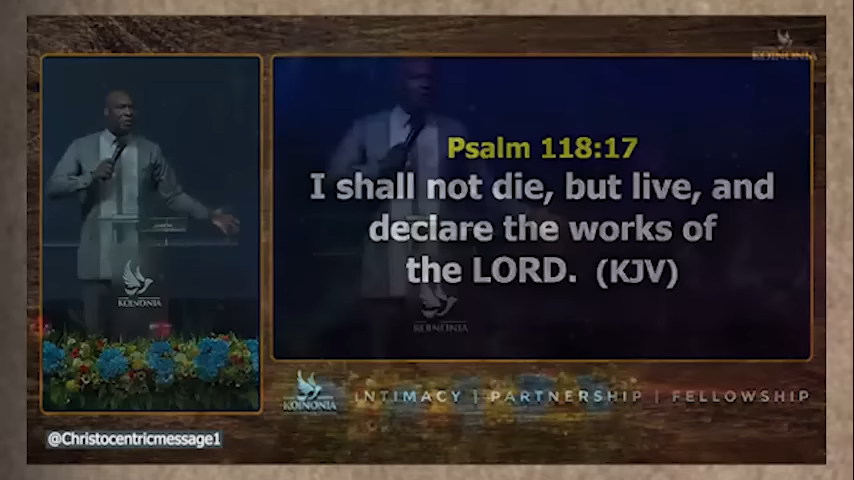 KOINONIA
Psalm 118:17
I shall not die, but live, and
declare the works of
the LORD. (KJV)
KOINONIA
KOINONIA
KOINONIA
INTIMACY | PARTNERSHIP | FELLOWSHIP
@Christocentricmessage1